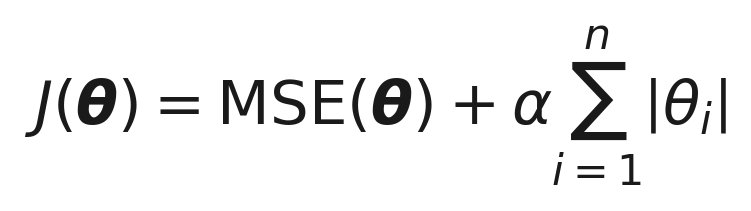 J(θ) = MSE(θ) + α ∑_{i=1}^{n} |θ_i|